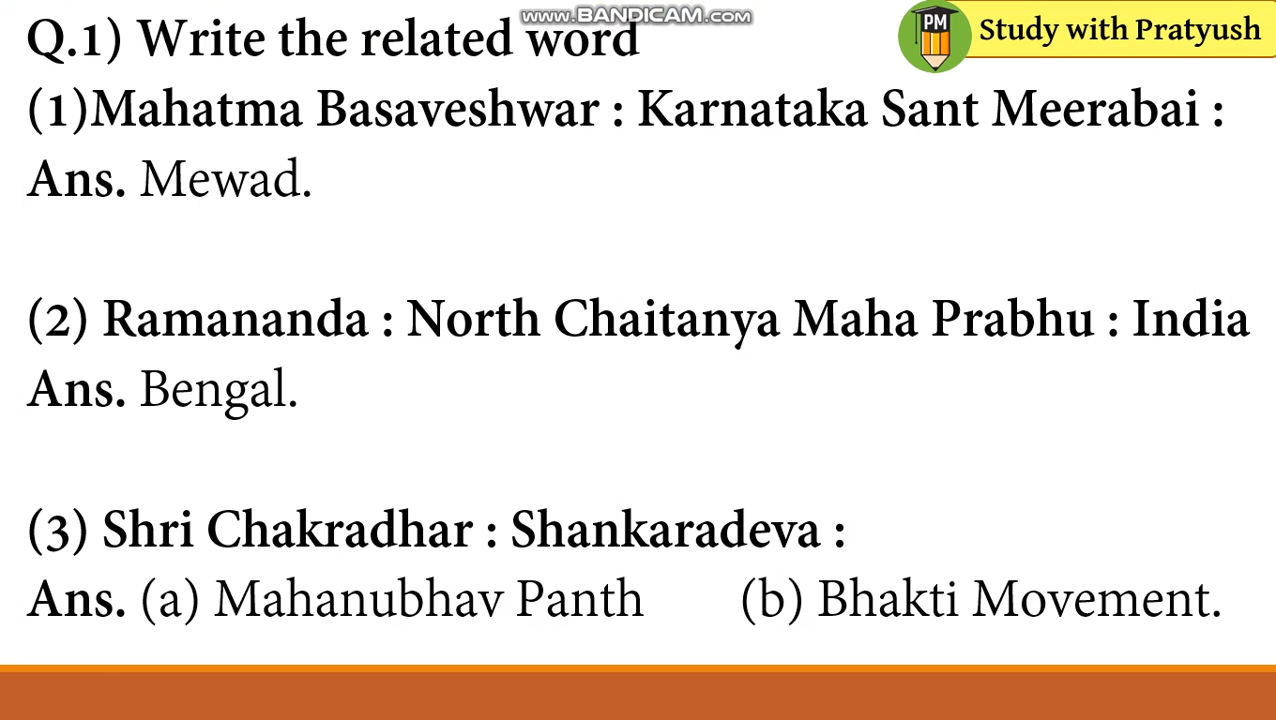 www.BANDICAM.com
Q.1) Write the related word
PM
Study with Pratyush
(1)Mahatma Basaveshwar : Karnataka Sant Meerabai :
Ans. Mewad.
(2) Ramananda : North Chaitanya Maha Prabhu : India
Ans. Bengal.
(3) Shri Chakradhar : Shankaradeva :
Ans. (a) Mahanubhav Panth (b) Bhakti Movement.